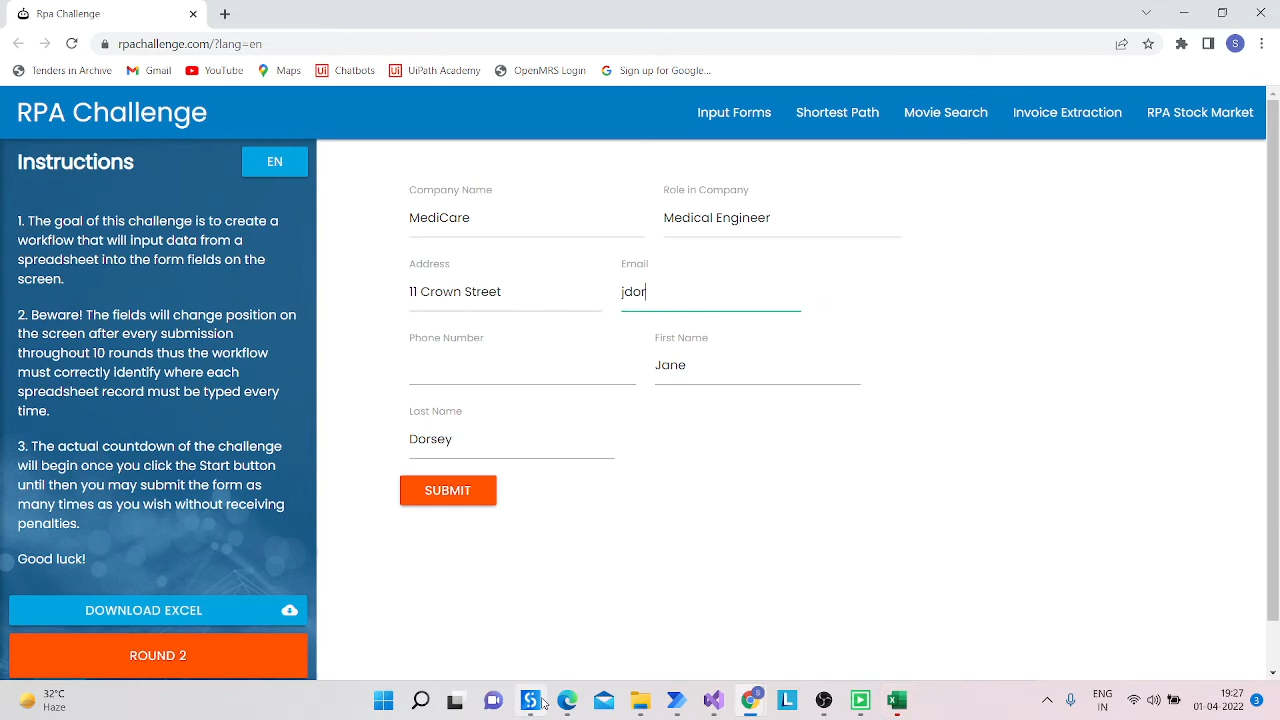 RPA Challenge
rpachallenge.com/?lang=en
S
Tenders in Archive Gmail YouTube Maps Ui Chatbots Ui UiPath Academy OpenMRS Login Sign up for Google...
RPA Challenge Input Forms Shortest Path Movie Search Invoice Extraction RPA Stock Market
Instructions EN
1. The goal of this challenge is to create a
workflow that will input data from a
spreadsheet into the form fields on the
screen.
2. Beware! The fields will change position on
the screen after every submission
throughout 10 rounds thus the workflow
must correctly identify where each
spreadsheet record must be typed every
time.
3. The actual countdown of the challenge
will begin once you click the Start button
until then you may submit the form as
many times as you wish without receiving
penalties.
Good luck!
DOWNLOAD EXCEL
ROUND 2
Company Name Role in Company
MediCare Medical Engineer
Address Email
11 Crown Street jdor
Phone Number First Name
Jane
Last Name
Dorsey
SUBMIT
32°C
Haze
ENG
IN
19:27
01-04-2022
3